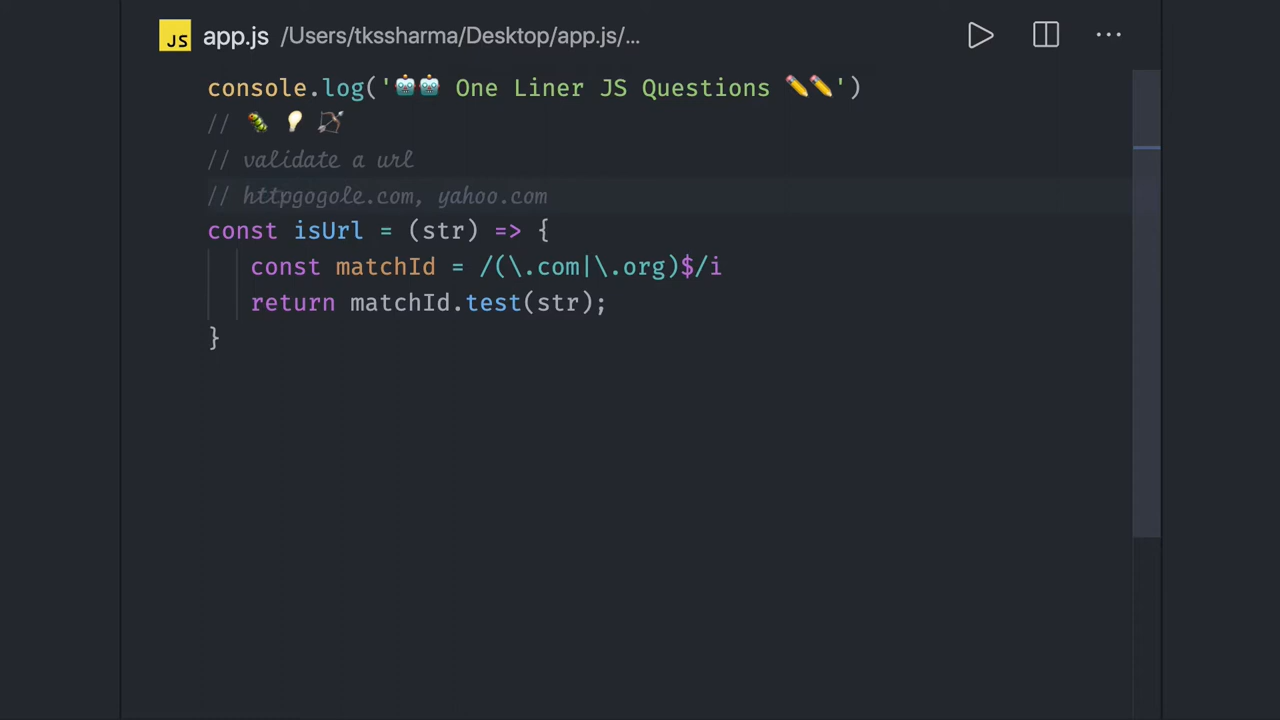 JS app.js /Users/tkssharma/Desktop/app.js/...
console.log('🤖🤖 One Liner JS Questions ✏️✏️')
// 🐛 💡 🏹
// validate a url
// httpgogole.com, yahoo.com
const isUrl = (str) => {
const matchId = /(\.com|\.org)$/i
return matchId.test(str);
}